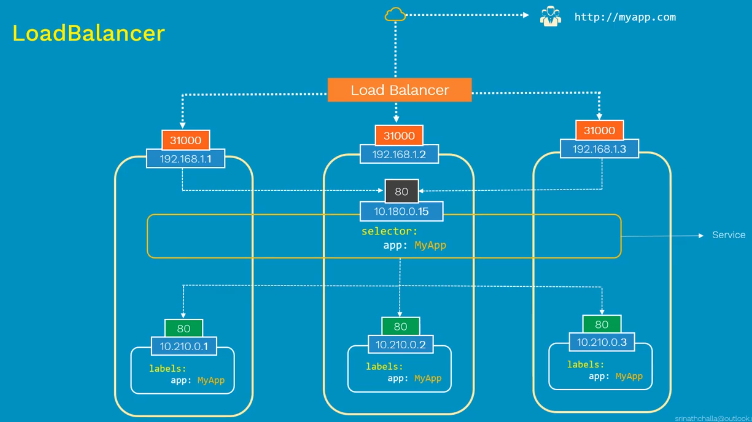 LoadBalancer
http://myapp.com
Load Balancer
31000
192.168.1.1
31000
192.168.1.2
31000
192.168.1.3
80
10.180.0.15
selector:
app: MyApp
Service
80
10.210.0.1
labels:
app: MyApp
80
10.210.0.2
labels:
app: MyApp
80
10.210.0.3
labels:
app: MyApp
srinathchalla@outlook.